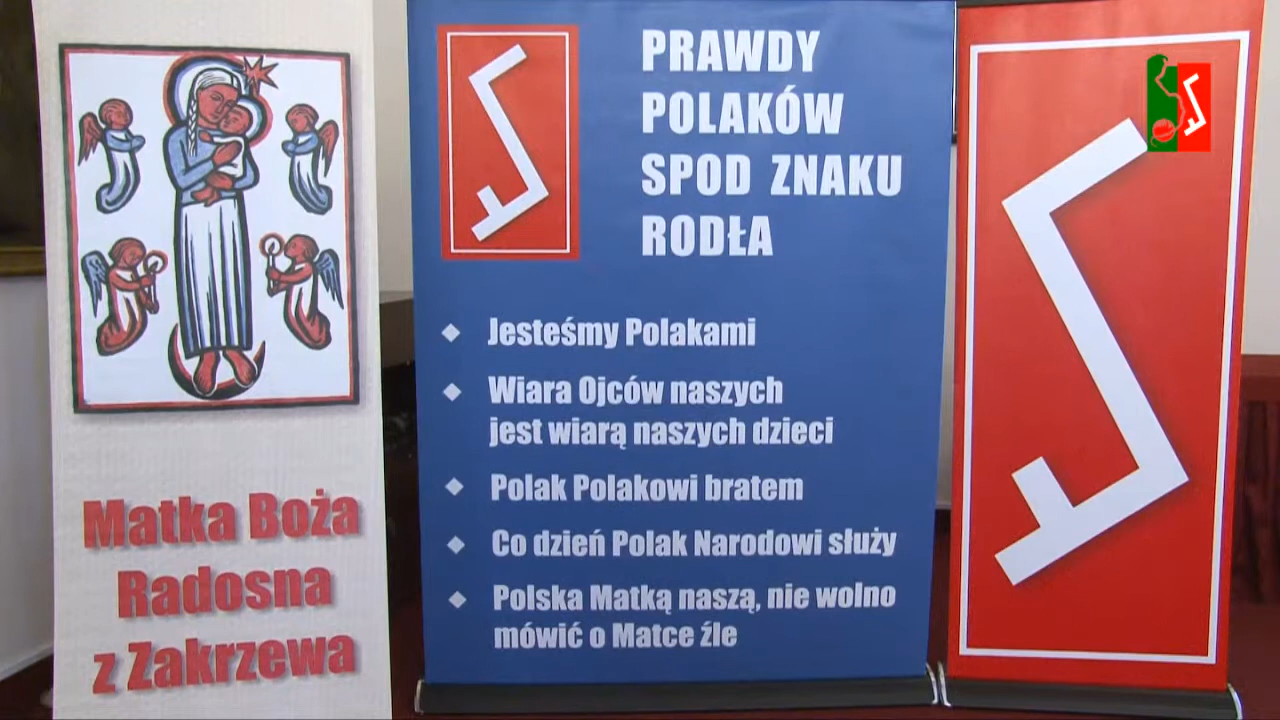 Matka Boża
Radosna
z Zakrzewa
PRAWDY
POLAKÓW
SPOD ZNAKU
RODŁA
Jesteśmy Polakami
Wiara Ojców naszych
jest wiarą naszych dzieci
Polak Polakowi bratem
Co dzień Polak Narodowi służy
Polska Matką naszą, nie wolno
mówić o Matce źle